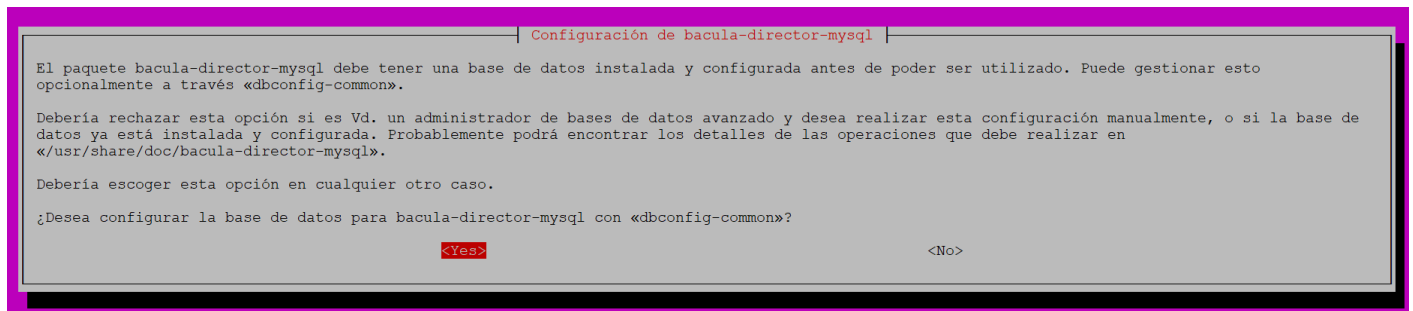 Configuración de bacula-director-mysql
El paquete bacula-director-mysql debe tener una base de datos instalada y configurada antes de poder ser utilizado. Puede gestionar esto
opcionalmente a través «dbconfig-common».
Debería rechazar esta opción si es Vd. un administrador de bases de datos avanzado y desea realizar esta configuración manualmente, o si la base de
datos ya está instalada y configurada. Probablemente podrá encontrar los detalles de las operaciones que debe realizar en
«/usr/share/doc/bacula-director-mysql».
Debería escoger esta opción en cualquier otro caso.
¿Desea configurar la base de datos para bacula-director-mysql con «dbconfig-common»?
<Yes> <No>